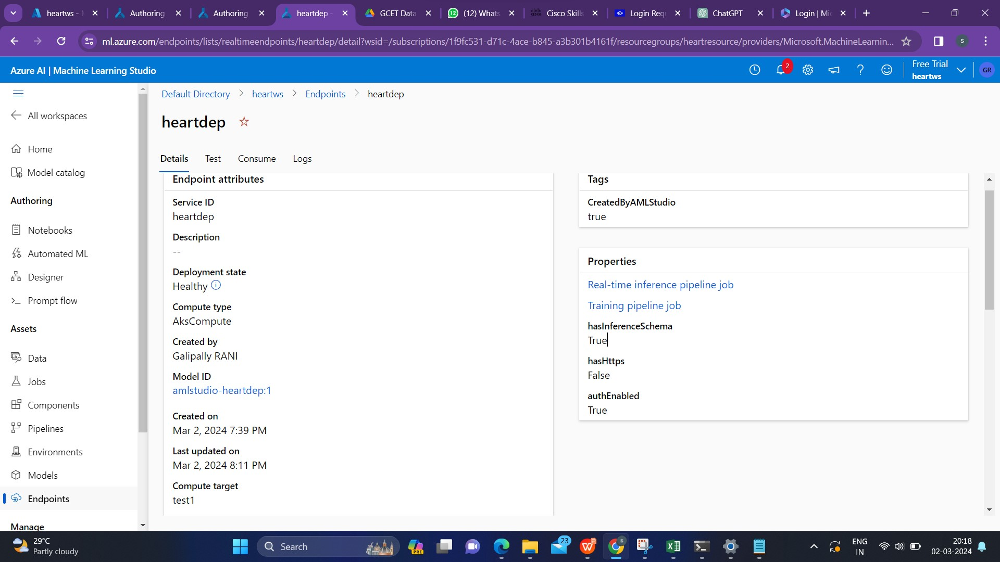 heartws - M
Authoring
Authoring
heartdep -
GCET Data
(12) Whats
Cisco Skills
Login Requ
ChatGPT
Login | Mic
ml.azure.com/endpoints/lists/realtimeendpoints/heartdep/detail?wsid=/subscriptions/1f9fc531-d71c-4ace-b845-a3b301b4161f/resourcegroups/heartresource/providers/Microsoft.MachineLearnin...
S
Azure AI | Machine Learning Studio
2
Free Trial
heartws
GR
All workspaces
Home
Model catalog
Authoring
Notebooks
Automated ML
Designer
Prompt flow
Assets
Data
Jobs
Components
Pipelines
Environments
Models
Endpoints
Manage
Default Directory > heartws > Endpoints > heartdep
heartdep
Details Test Consume Logs
Endpoint attributes
Service ID
heartdep
Description
--
Deployment state
Healthy
Compute type
AksCompute
Created by
Galipally RANI
Model ID
amlstudio-heartdep:1
Created on
Mar 2, 2024 7:39 PM
Last updated on
Mar 2, 2024 8:11 PM
Compute target
test1
Tags
CreatedByAMLStudio
true
Properties
Real-time inference pipeline job
Training pipeline job
hasInferenceSchema
True
hasHttps
False
authEnabled
True
29°C
Partly cloudy
Search
PRE
23
ENG
IN
20:18
02-03-2024